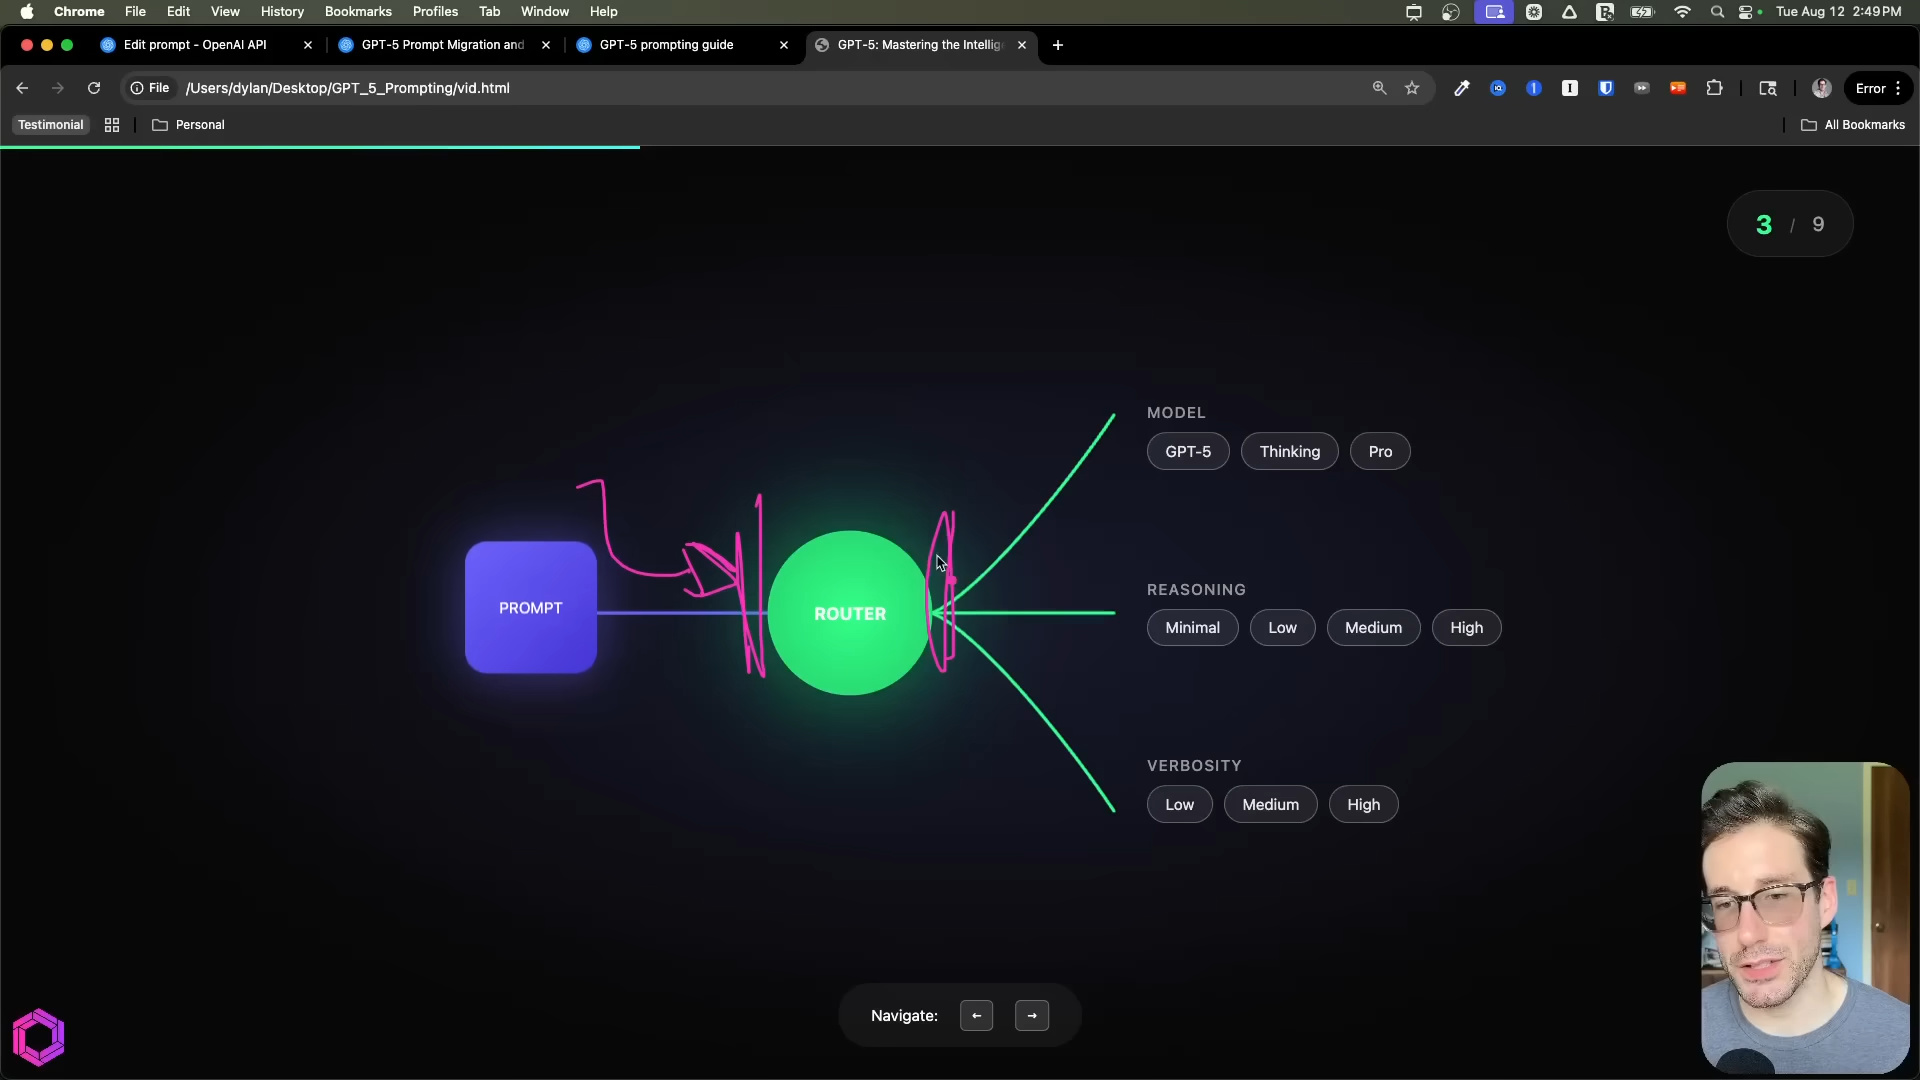 Chrome File Edit View History Bookmarks Profiles Tab Window Help Tue Aug 12 2:49 PM
Edit prompt - OpenAI API GPT-5 Prompt Migration and GPT-5 prompting guide GPT-5: Mastering the Intellig
File /Users/dylan/Desktop/GPT_5_Prompting/vid.html Error
Testimonial Personal All Bookmarks
3 / 9
MODEL
GPT-5 Thinking Pro
PROMPT
ROUTER
REASONING
Minimal Low Medium High
VERBOSITY
Low Medium High
Navigate: ← →